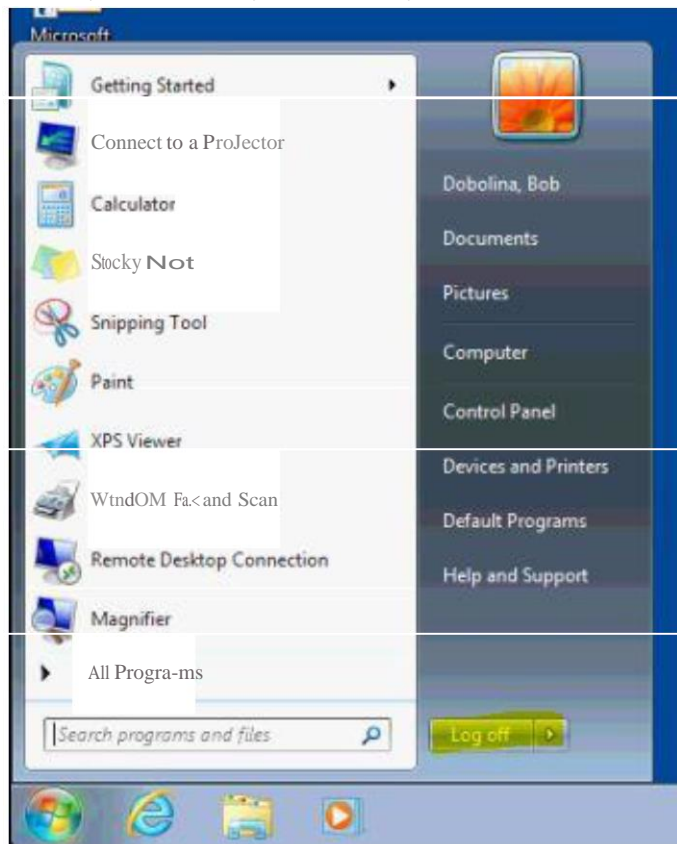 Microsoft
Getting Started
Connect to a ProJector
Calculator
Stocky Not
Snipping Tool
Paint
XPS Viewer
WtndOM Fa.< and Scan
Remote Desktop Connection
Magnifier
All Progra-ms
Search programs and files
Dobolina, Bob
Documents
Pictures
Computer
Control Panel
Devices and Printers
Default Programs
Help and Support
Log off